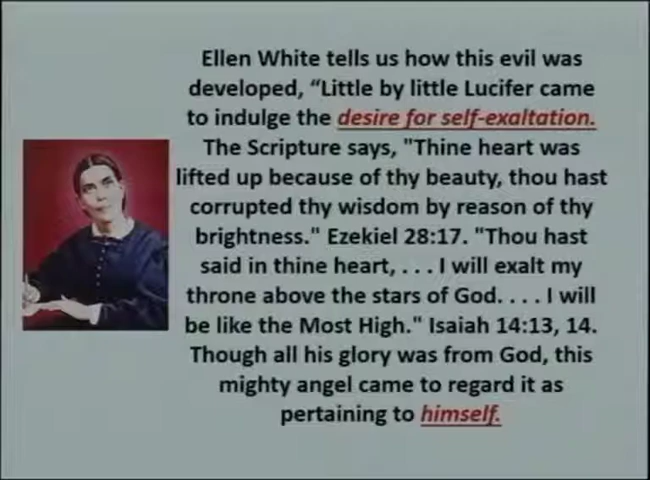 Ellen White tells us how this evil was
developed, “Little by little Lucifer came
to indulge the desire for self-exaltation.
The Scripture says, "Thine heart was
lifted up because of thy beauty, thou hast
corrupted thy wisdom by reason of thy
brightness." Ezekiel 28:17. "Thou hast
said in thine heart, . . . I will exalt my
throne above the stars of God. . . . I will
be like the Most High." Isaiah 14:13, 14.
Though all his glory was from God, this
mighty angel came to regard it as
pertaining to himself.